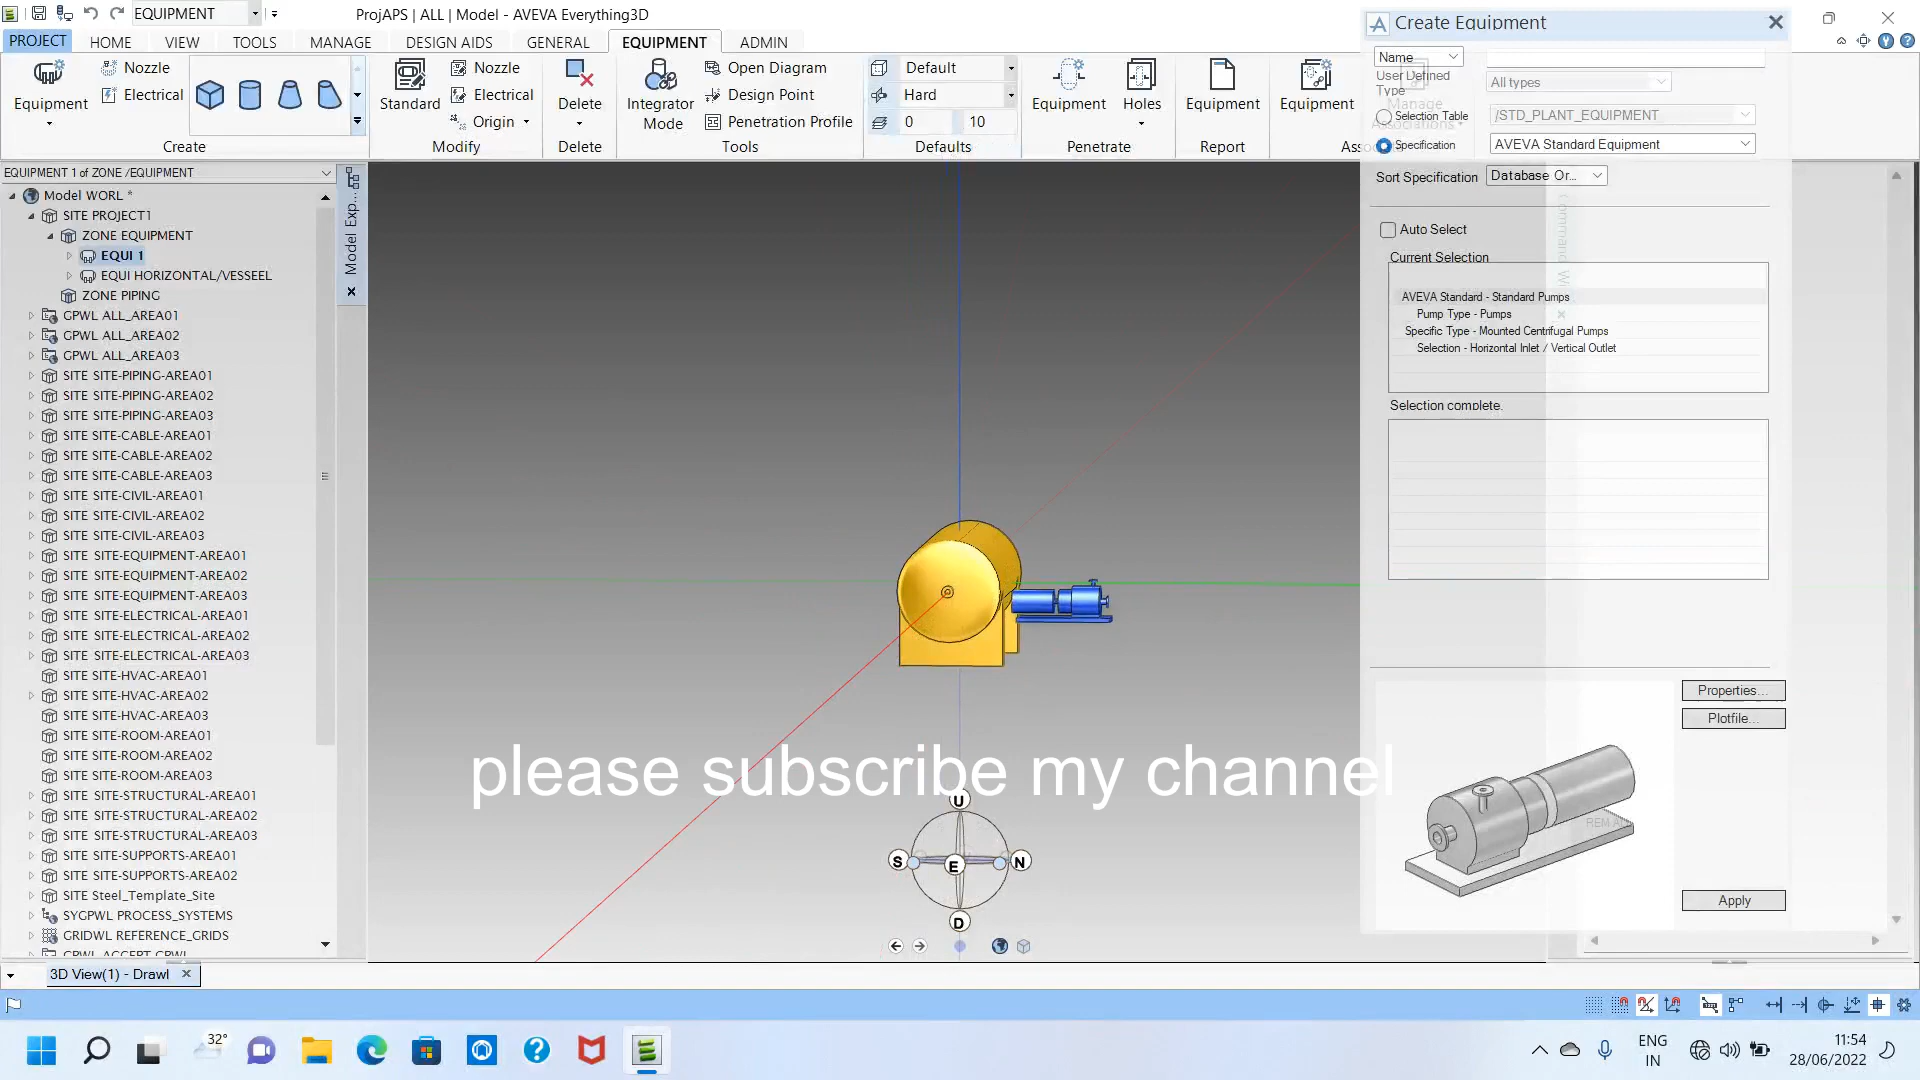 EQUIPMENT
ProjAPS | ALL | Model - AVEVA Everything3D
PROJECT HOME VIEW TOOLS MANAGE DESIGN AIDS GENERAL EQUIPMENT ADMIN
Equipment
Nozzle
Electrical
Create
Standard
Nozzle
Electrical
Origin
Modify
Delete
Delete
Integrator
Mode
Open Diagram
Design Point
Penetration Profile
Tools
Default
Hard
0 10
Defaults
Equipment
Holes
Penetrate
Equipment
Report
Equipment
Manage
Associations
Asso
EQUIPMENT 1 of ZONE /EQUIPMENT
Model WORL *
SITE PROJECT1
ZONE EQUIPMENT
EQUI 1
EQUI HORIZONTAL/VESSEEL
ZONE PIPING
GPWL ALL_AREA01
GPWL ALL_AREA02
GPWL ALL_AREA03
SITE SITE-PIPING-AREA01
SITE SITE-PIPING-AREA02
SITE SITE-PIPING-AREA03
SITE SITE-CABLE-AREA01
SITE SITE-CABLE-AREA02
SITE SITE-CABLE-AREA03
SITE SITE-CIVIL-AREA01
SITE SITE-CIVIL-AREA02
SITE SITE-CIVIL-AREA03
SITE SITE-EQUIPMENT-AREA01
SITE SITE-EQUIPMENT-AREA02
SITE SITE-EQUIPMENT-AREA03
SITE SITE-ELECTRICAL-AREA01
SITE SITE-ELECTRICAL-AREA02
SITE SITE-ELECTRICAL-AREA03
SITE SITE-HVAC-AREA01
SITE SITE-HVAC-AREA02
SITE SITE-HVAC-AREA03
SITE SITE-ROOM-AREA01
SITE SITE-ROOM-AREA02
SITE SITE-ROOM-AREA03
SITE SITE-STRUCTURAL-AREA01
SITE SITE-STRUCTURAL-AREA02
SITE SITE-STRUCTURAL-AREA03
SITE SITE-SUPPORTS-AREA01
SITE SITE-SUPPORTS-AREA02
SITE Steel_Template_Site
SYGPWL PROCESS_SYSTEMS
GRIDWL REFERENCE_GRIDS
GPWL ACCEPT GPWL
Model Exp...
Create Equipment
Name
User Defined
Type
All types
Selection Table
/STD_PLANT_EQUIPMENT
Specification
AVEVA Standard Equipment
Sort Specification
Database Or...
Auto Select
Current Selection
AVEVA Standard - Standard Pumps
Pump Type - Pumps
Specific Type - Mounted Centrifugal Pumps
Selection - Horizontal Inlet / Vertical Outlet
Selection complete.
Properties...
Plotfile...
Apply
please subscribe my channel
U
S E N
D
3D View(1) - Drawl
32°
ENG
IN
11:54
28/06/2022